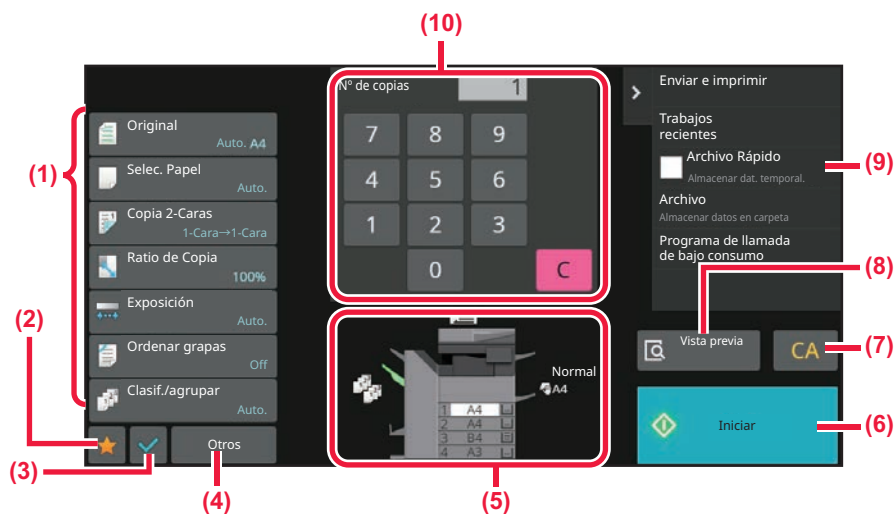 (10)
Nº de copias
1
Enviar e imprimir
Trabajos
recientes
Archivo Rápido
Almacenar dat. temporal.
(9)
Archivo
Almacenar datos en carpeta
Programa de llamada
de bajo consumo
(8)
(1)
Original
Auto. A4
Selec. Papel
Auto.
Copia 2-Caras
1-Cara→1-Cara
Ratio de Copia
100%
Exposición
Auto.
Ordenar grapas
Off
Clasif./agrupar
Auto.
7 8 9
4 5 6
1 2 3
0 C
(2)
(3)
Otros
(4)
Normal
A4
1 A4
2 A4
3 B4
4 A3
(5)
Vista previa
CA
(7)
Iniciar
(6)